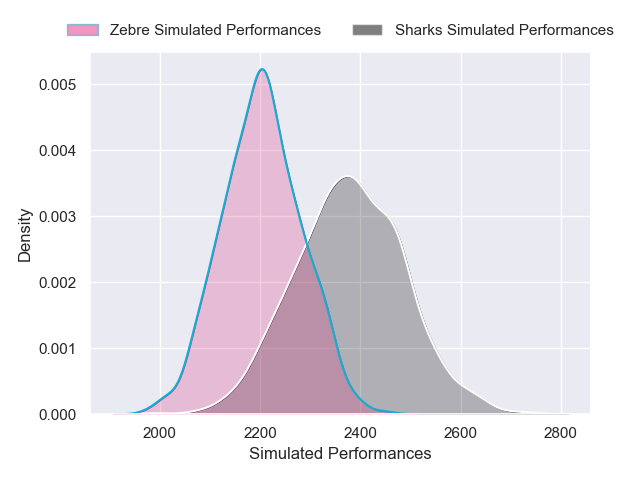 Zebre Simulated Performances Sharks Simulated Performances
0.005
0.004
0.003
0.002
0.001
0.000
Density
2000 2200 2400 2600 2800
Simulated Performances